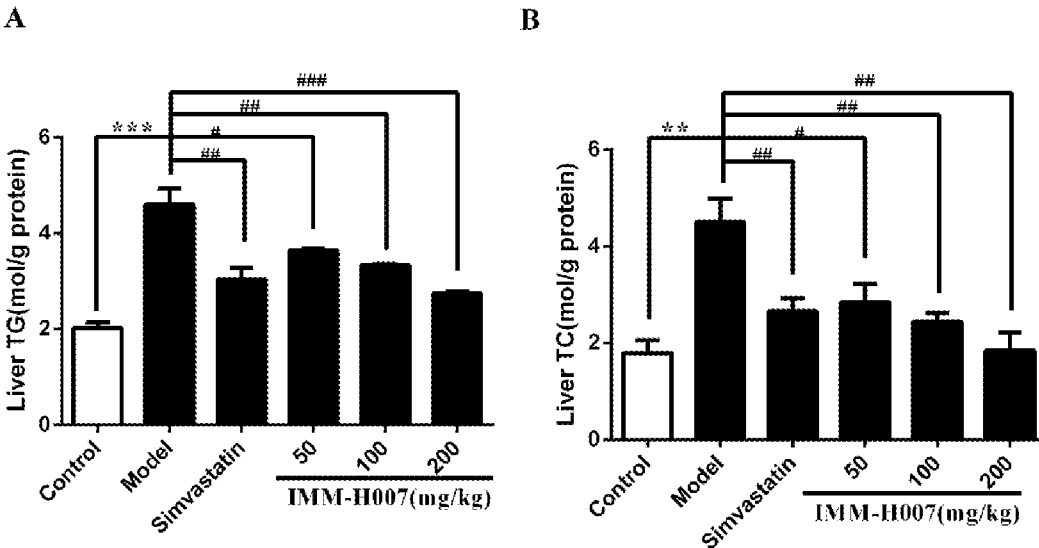 A
###
##
***
#
##
6
4
2
0
Liver TG(mol/g protein)
Control
Model
Simvastatin
50
100
200
IMM-H007(mg/kg)
B
##
##
**
#
##
6
4
2
0
Liver TC(mol/g protein)
Control
Model
Simvastatin
50
100
200
IMM-H007(mg/kg)